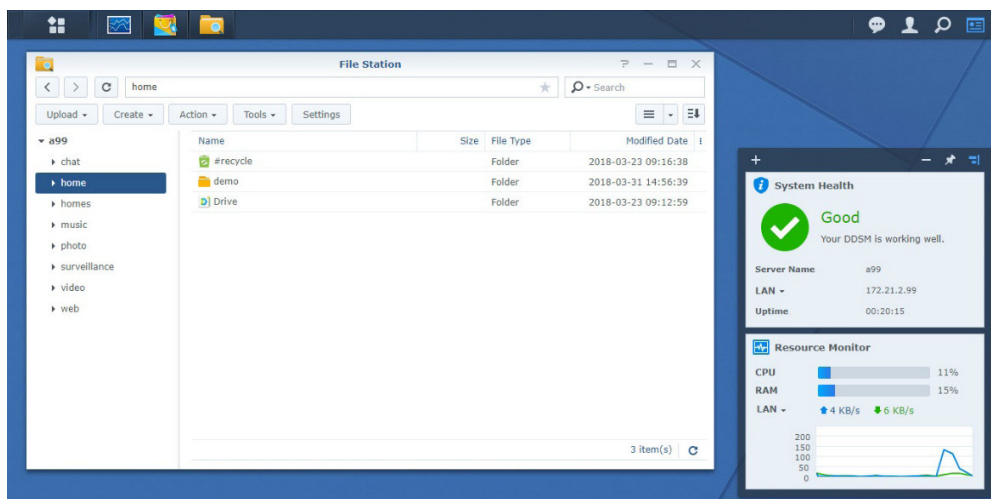 File Station
home
Search
Upload Create Action Tools Settings
a99
chat
home
homes
music
photo
surveillance
video
web
Name Size File Type Modified Date
#recycle Folder 2018-03-23 09:16:38
demo Folder 2018-03-31 14:56:39
Drive Folder 2018-03-23 09:12:59
3 item(s)
System Health
Good
Your DDSM is working well.
Server Name a99
LAN 172.21.2.99
Uptime 00:20:15
Resource Monitor
CPU 11%
RAM 15%
LAN 4 KB/s 6 KB/s
200
150
100
50
0